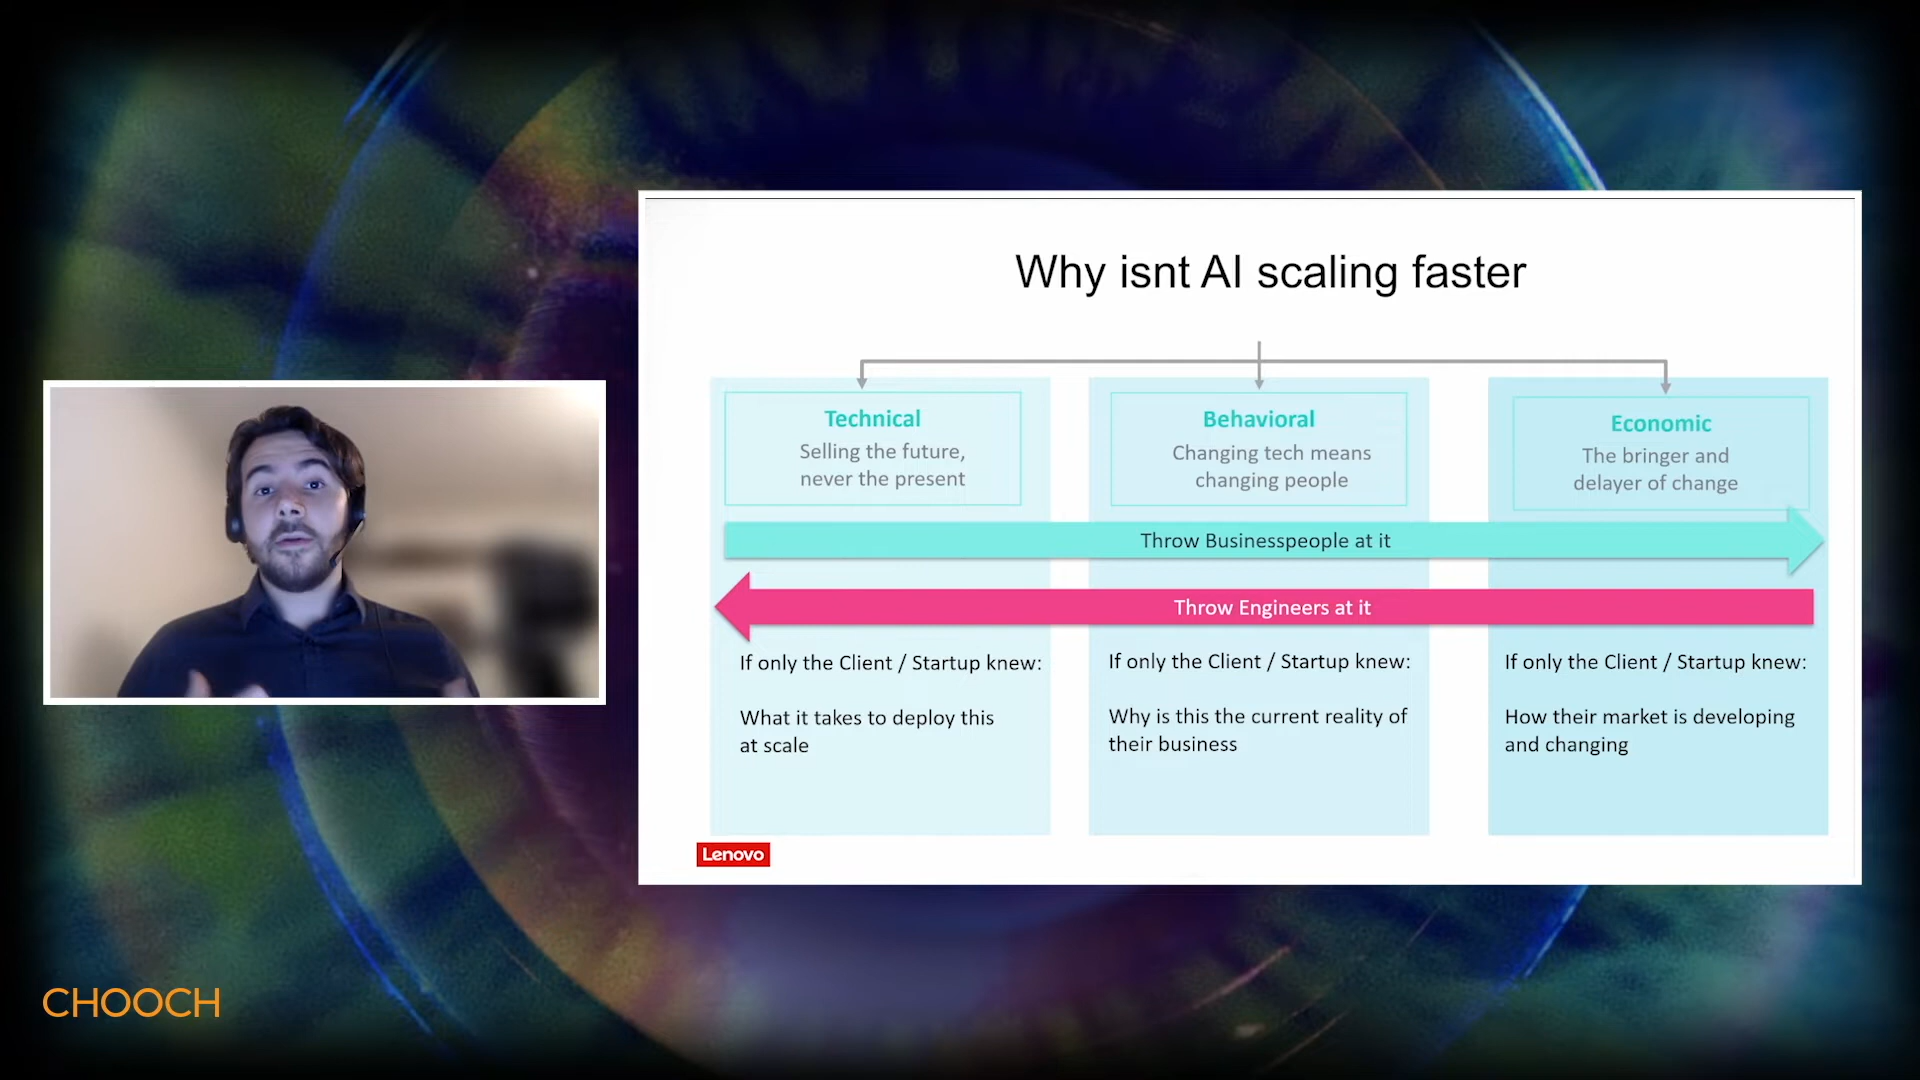 Why isnt AI scaling faster
Technical
Selling the future,
never the present
Behavioral
Changing tech means
changing people
Economic
The bringer and
delayer of change
Throw Businesspeople at it
Throw Engineers at it
If only the Client / Startup knew:
What it takes to deploy this
at scale
If only the Client / Startup knew:
Why is this the current reality of
their business
If only the Client / Startup knew:
How their market is developing
and changing
Lenovo
CHOOCH